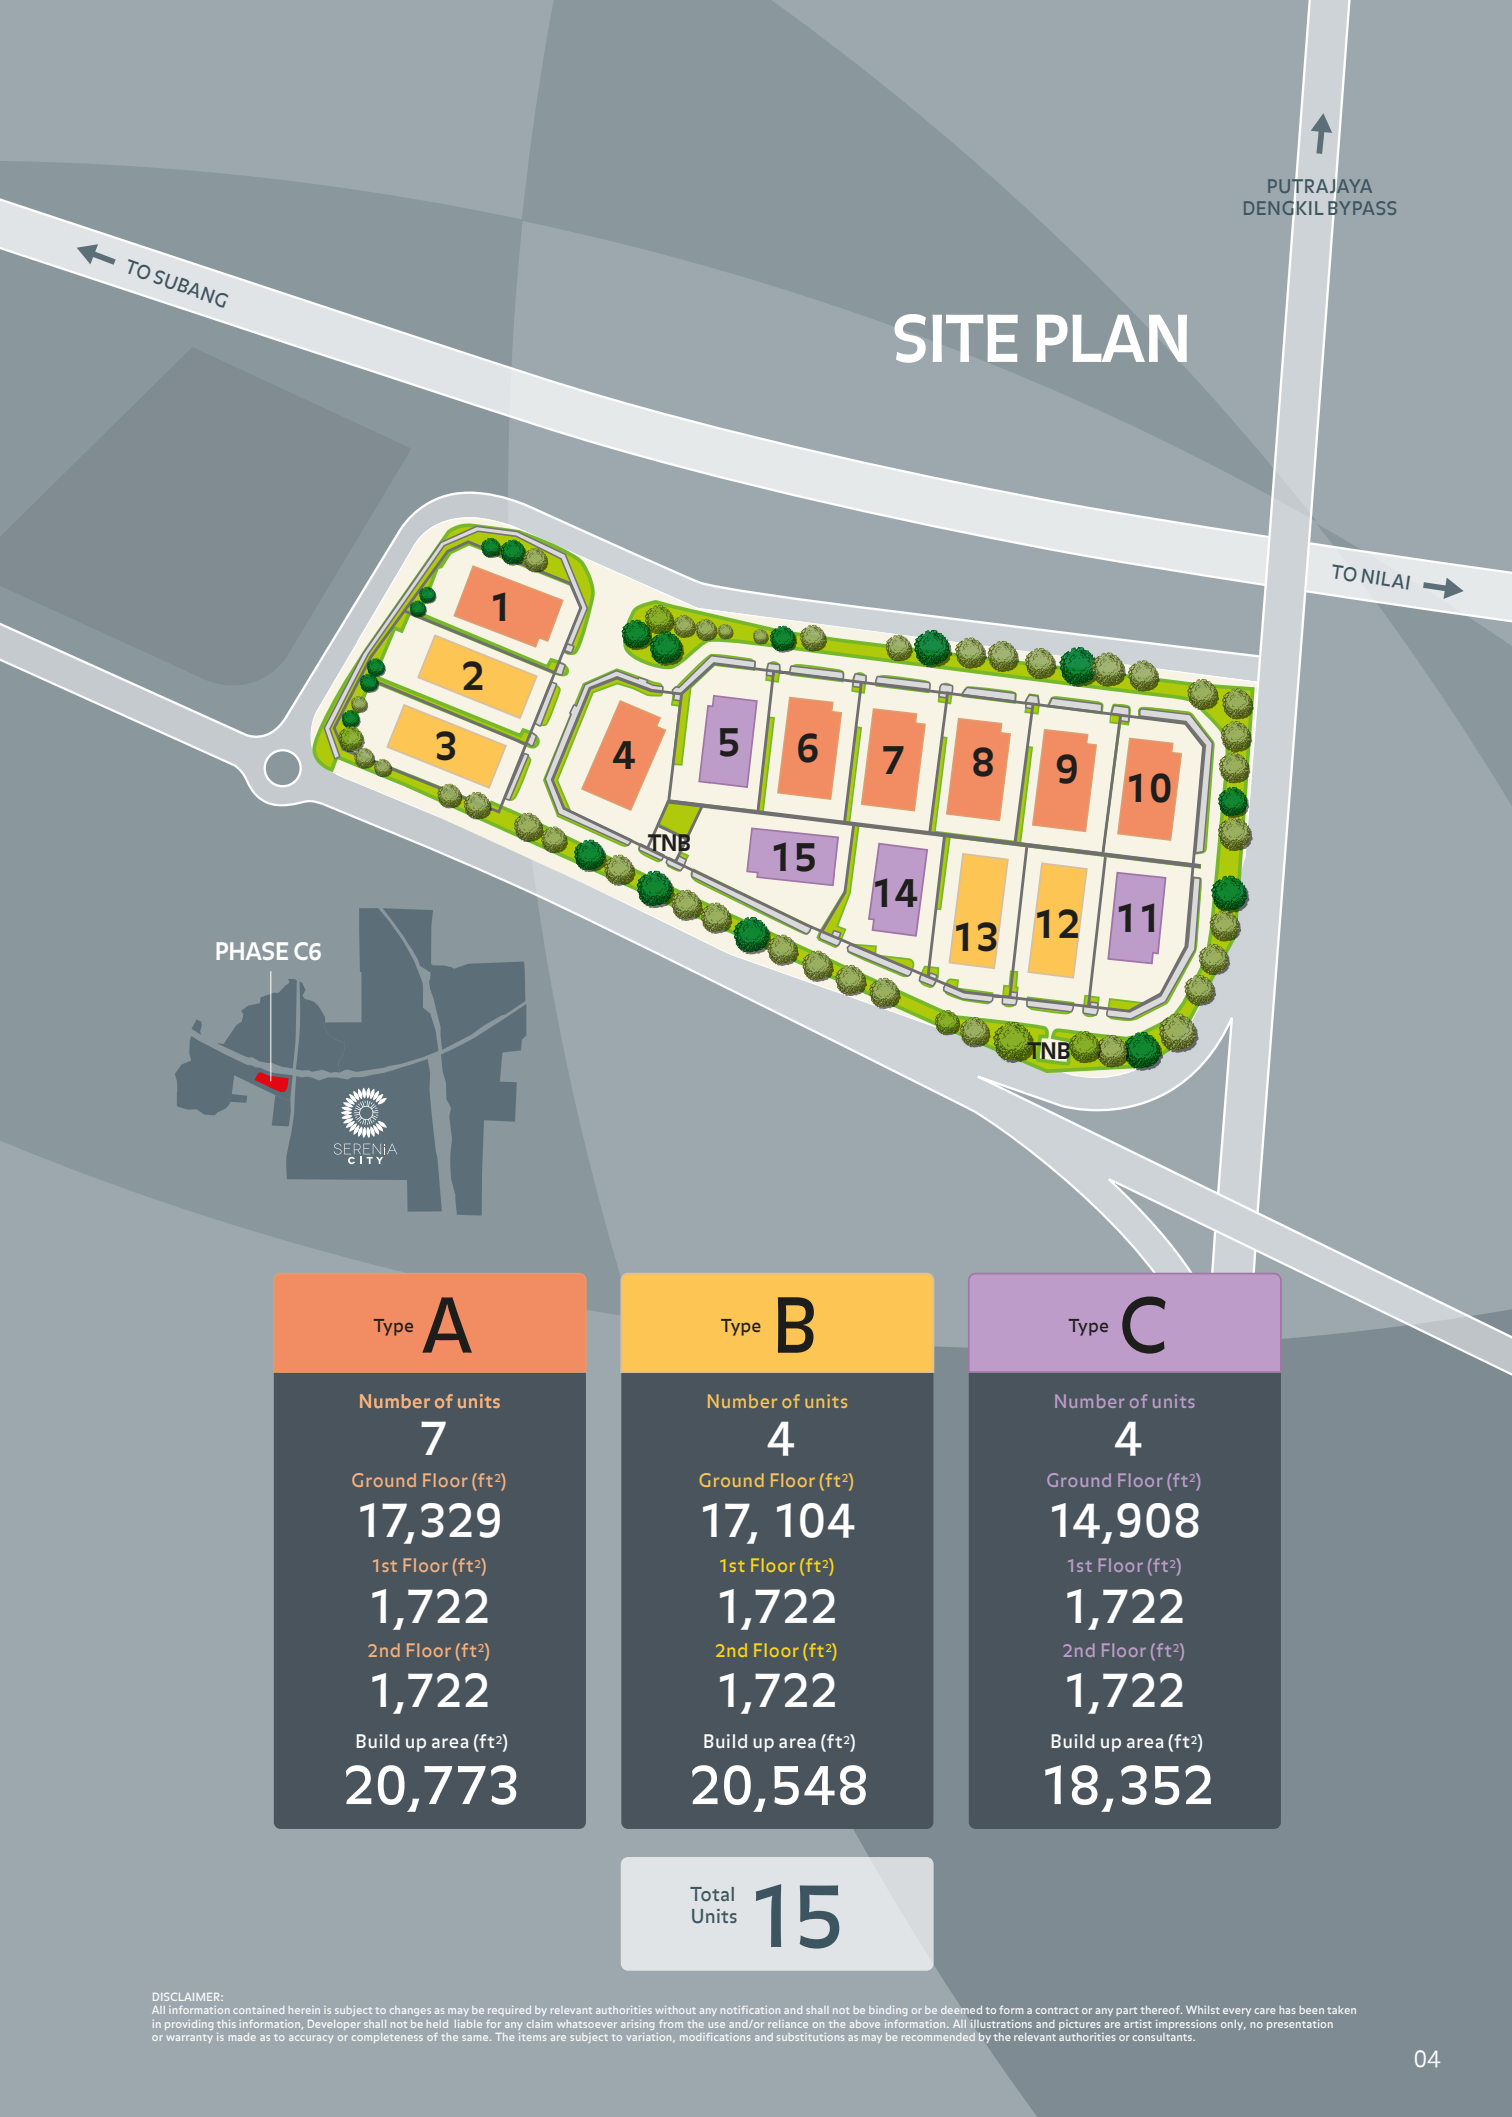 PUTRAJAYA
DENGKIL BYPASS
TO SUBANG
SITE PLAN
TO NILAI
1
2
3
4
5
6
7
8
9
10
TNB
15
14
13
12
11
TNB
PHASE C6
SERENiA
CITY
Type A
Number of units
7
Ground Floor (ft²)
17,329
1st Floor (ft²)
1,722
2nd Floor (ft²)
1,722
Build up area (ft²)
20,773
Type B
Number of units
4
Ground Floor (ft²)
17, 104
1st Floor (ft²)
1,722
2nd Floor (ft²)
1,722
Build up area (ft²)
20,548
Type C
Number of units
4
Ground Floor (ft²)
14,908
1st Floor (ft²)
1,722
2nd Floor (ft²)
1,722
Build up area (ft²)
18,352
Total
Units
15
DISCLAIMER:
All information contained herein is subject to changes as may be required by relevant authorities without any notification and shall not be binding or be deemed to form a contract or any part thereof. Whilst every care has been taken
in providing this information, Developer shall not be held liable for any claim whatsoever arising from the use and/or reliance on the above information. All illustrations and pictures are artist impressions only, no presentation
or warranty is made as to accuracy or completeness of the same. The items are subject to variation, modifications and substitutions as may be recommended by the relevant authorities or consultants.
04